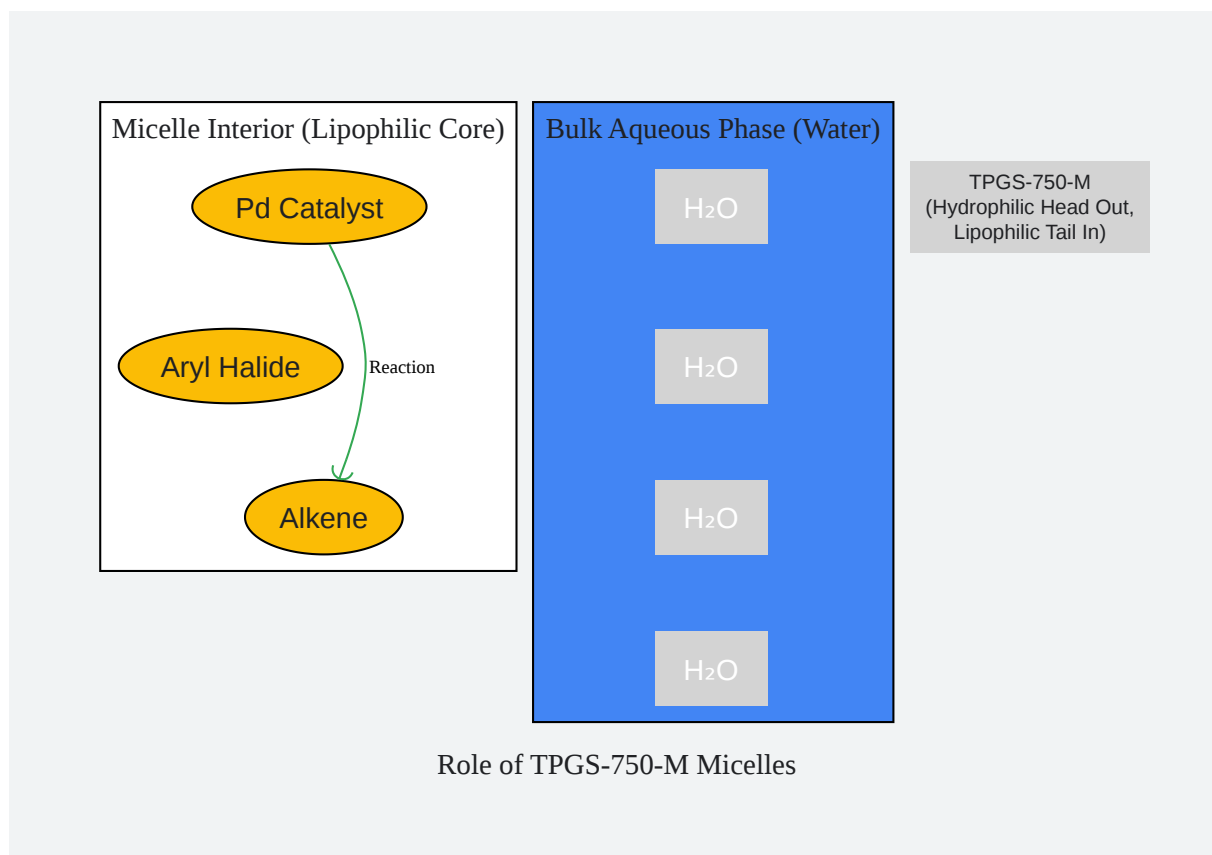 Micelle Interior (Lipophilic Core)
Pd Catalyst
Aryl Halide
Reaction
Alkene
Bulk Aqueous Phase (Water)
H₂O
H₂O
H₂O
H₂O
TPGS-750-M
(Hydrophilic Head Out,
Lipophilic Tail In)
Role of TPGS-750-M Micelles